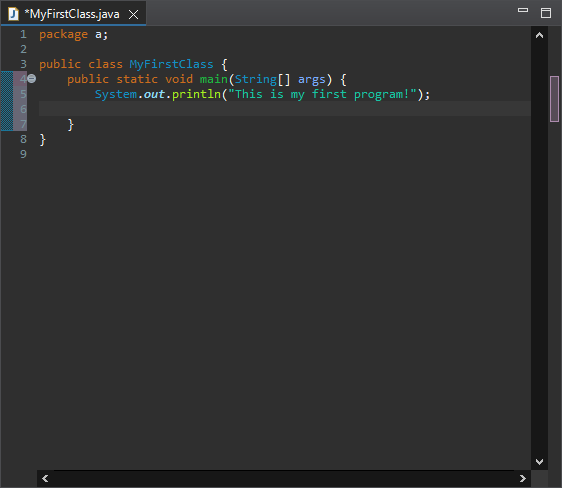 *MyFirstClass.java
1 package a;
2
3 public class MyFirstClass {
4 public static void main(String[] args) {
5 System.out.println("This is my first program!");
6
7 }
8 }
9